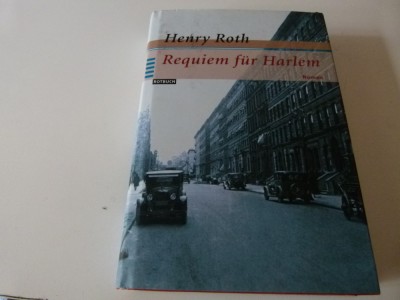 Henry Roth
Requiem für Harlem
Roman
ROTBUCH